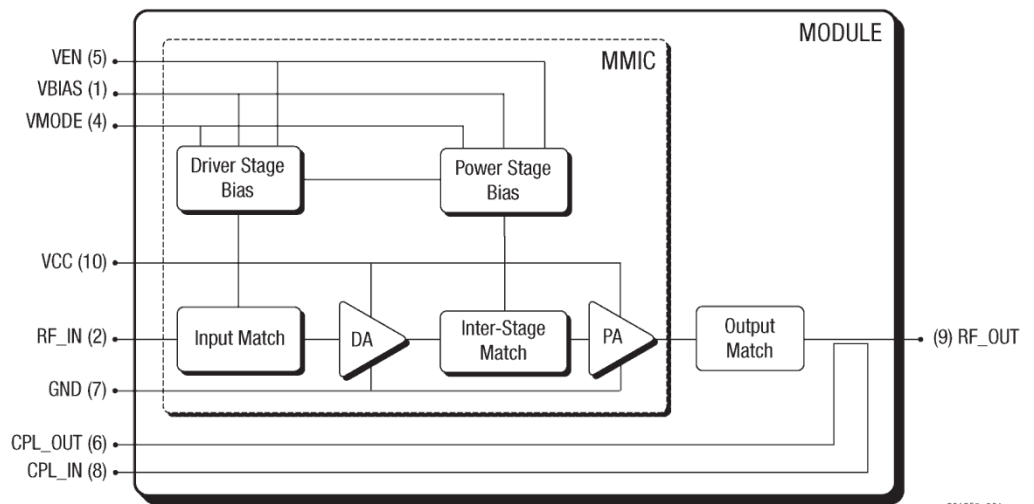 MODULE
MMIC
VEN (5)
VBIAS (1)
VMODE (4)
Driver Stage
Bias
Power Stage
Bias
VCC (10)
RF_IN (2)
Input Match
DA
Inter-Stage
Match
PA
Output
Match
(9) RF_OUT
GND (7)
CPL_OUT (6)
CPL_IN (8)